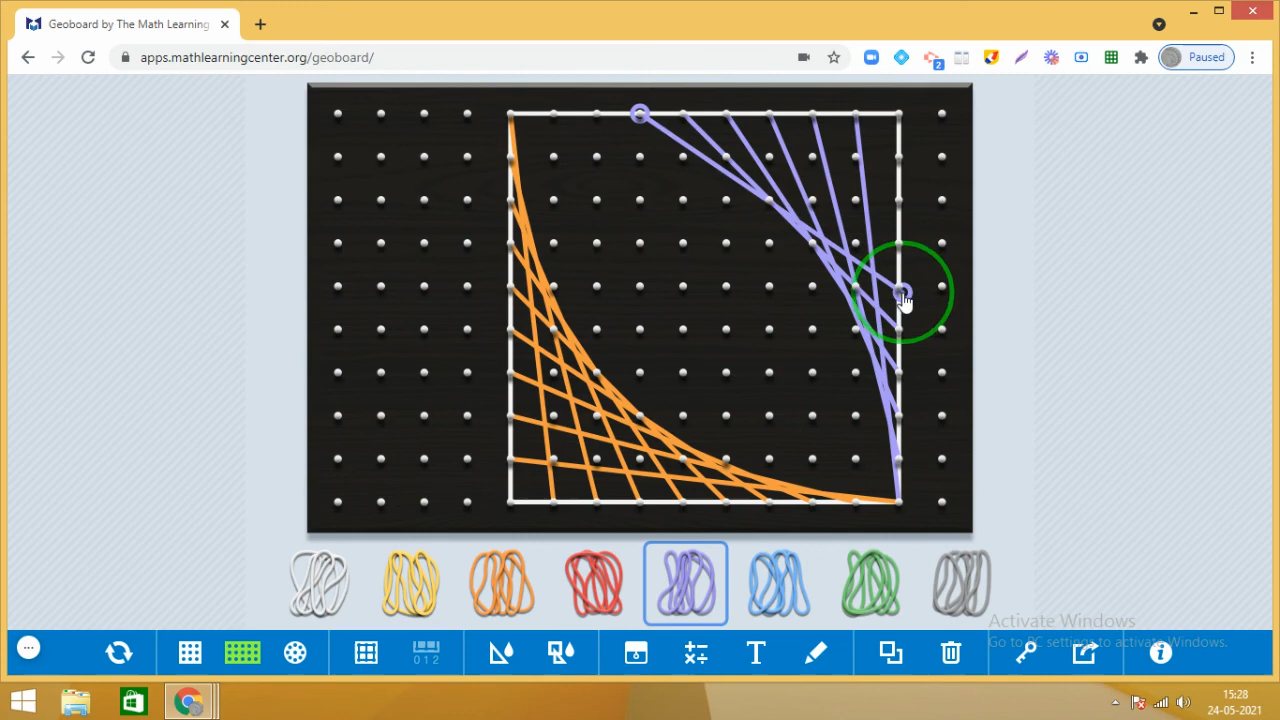 Geoboard by The Math Learning
apps.mathlearningcenter.org/geoboard/
2
Paused
Activate Windows
Go to PC settings to activate Windows.
0 1 2
T
15:28
24-05-2021